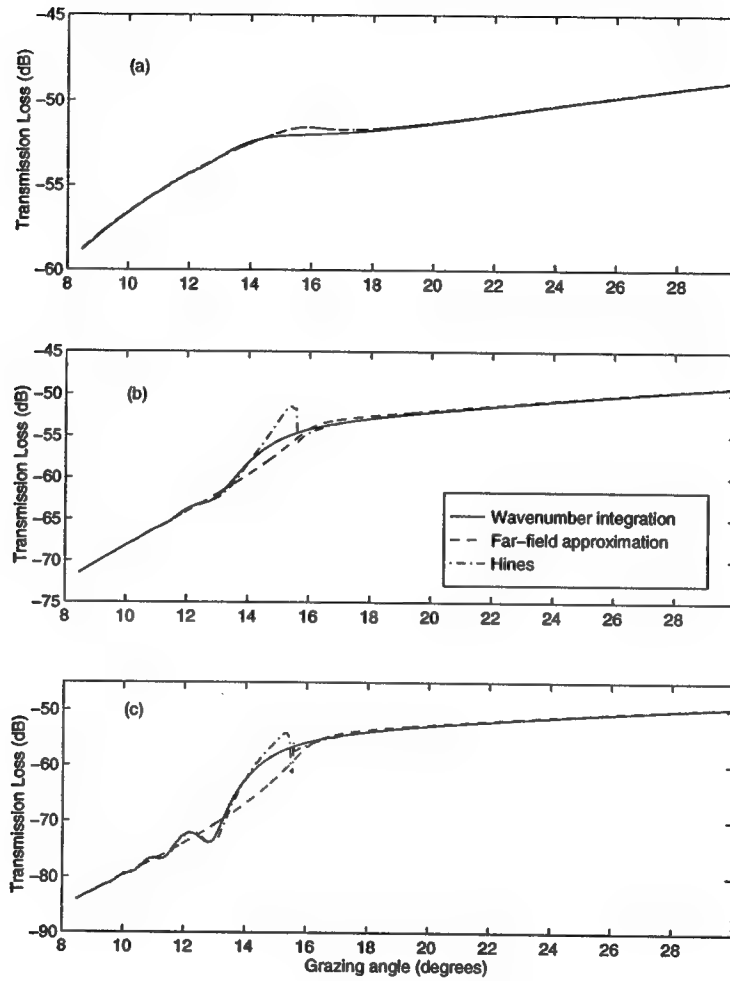 (a)
Transmission Loss (dB)
−45
−50
−55
−60
8 10 12 14 16 18 20 22 24 26 28
(b)
Transmission Loss (dB)
−45
−50
−55
−60
−65
−70
−75
Wavenumber integration
Far−field approximation
Hines
8 10 12 14 16 18 20 22 24 26 28
(c)
Transmission Loss (dB)
−50
−60
−70
−80
−90
8 10 12 14 16 18 20 22 24 26 28
Grazing angle (degrees)